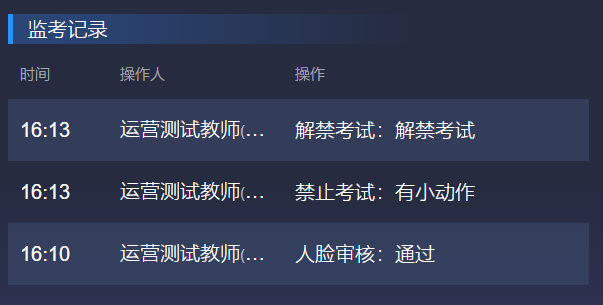 监考记录
时间 操作人 操作
16:13 运营测试教师(... 解禁考试：解禁考试
16:13 运营测试教师(... 禁止考试：有小动作
16:10 运营测试教师(... 人脸审核：通过